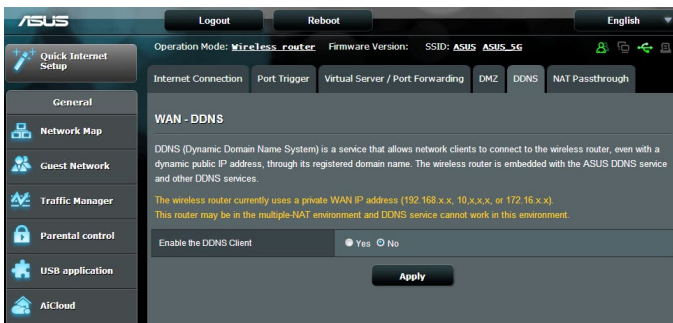 ASUS Logout Reboot English
Operation Mode: Wireless router Firmware Version: SSID: ASUS ASUS_5G
Quick Internet Setup
Internet Connection Port Trigger Virtual Server / Port Forwarding DMZ DDNS NAT Passthrough
General
Network Map
Guest Network
Traffic Manager
Parental control
USB application
AiCloud
WAN - DDNS
DDNS (Dynamic Domain Name System) is a service that allows network clients to connect to the wireless router, even with a
dynamic public IP address, through its registered domain name. The wireless router is embedded with the ASUS DDNS service
and other DDNS services.
The wireless router currently uses a private WAN IP address (192.168.x.x, 10,x,x,x, or 172.16.x.x).
This router may be in the multiple-NAT environment and DDNS service cannot work in this environment.
Enable the DDNS Client Yes No
Apply